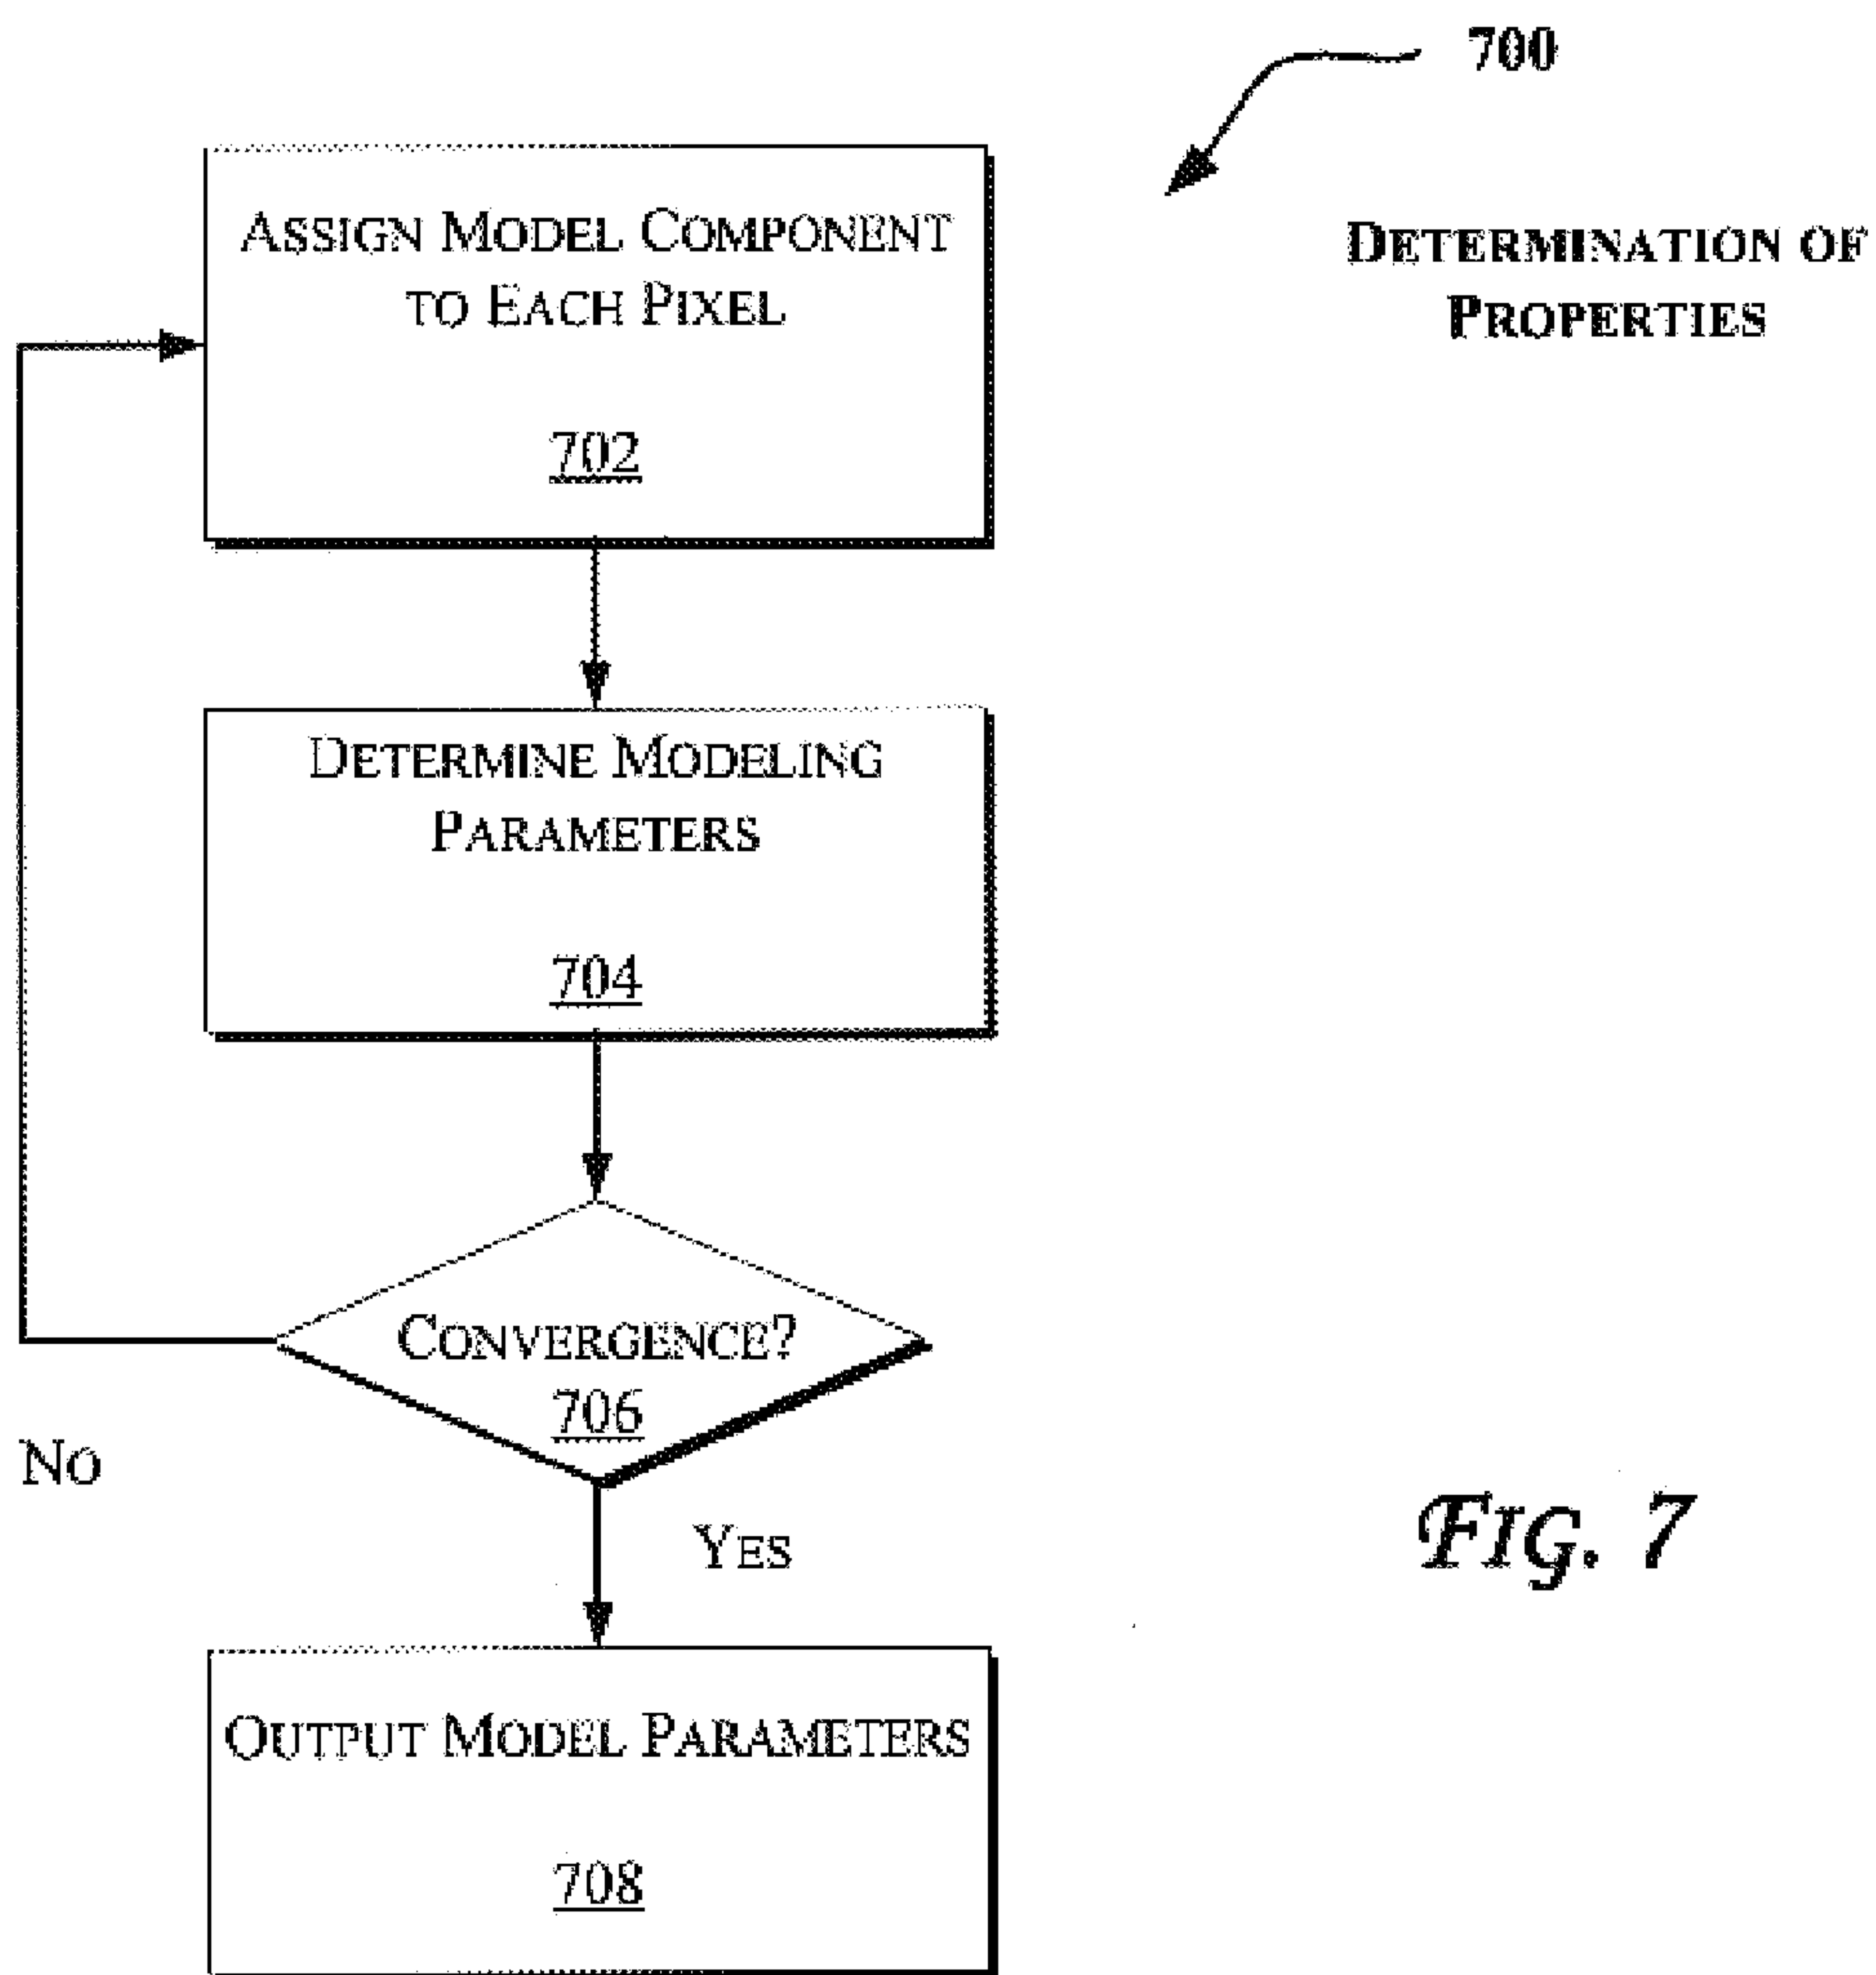 700
DETERMINATION OF
PROPERTIES
ASSIGN MODEL COMPONENT
TO EACH PIXEL
702
DETERMINE MODELING
PARAMETERS
704
CONVERGENCE?
706
NO
YES
OUTPUT MODEL PARAMETERS
708
FIG. 7